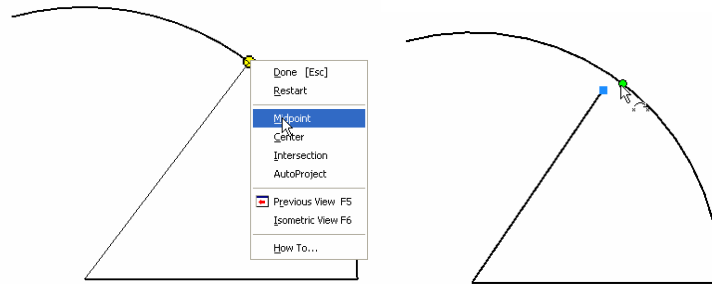 Done [Esc]
Restart
Midpoint
Center
Intersection
AutoProject
Previous View F5
Isometric View F6
How To...